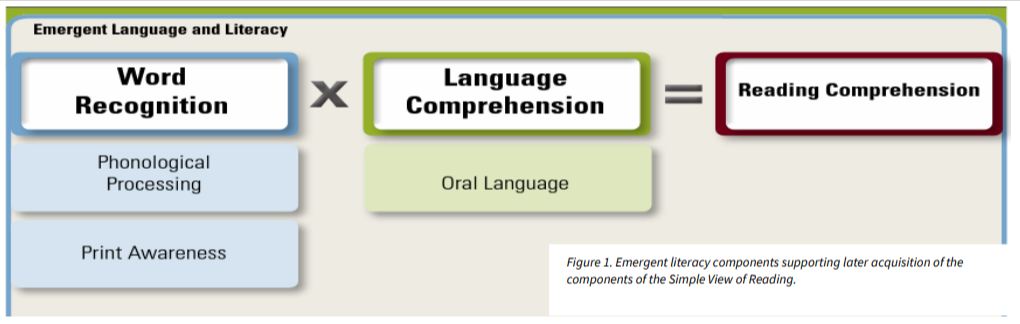 Emergent Language and Literacy
Word
Recognition
×
Language
Comprehension
=
Reading Comprehension
Phonological
Processing
Oral Language
Print Awareness
Figure 1. Emergent literacy components supporting later acquisition of the
components of the Simple View of Reading.